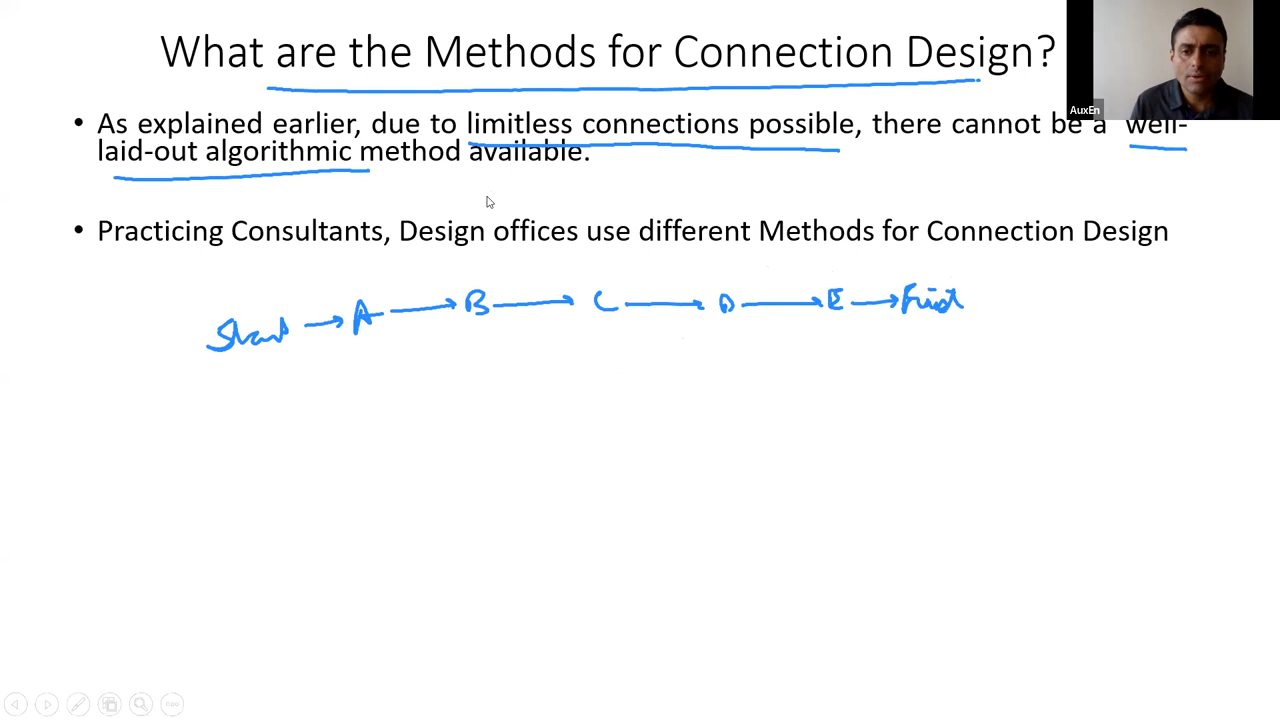 What are the Methods for Connection Design?
AuxEn
• As explained earlier, due to limitless connections possible, there cannot be a well-
laid-out algorithmic method available.
• Practicing Consultants, Design offices use different Methods for Connection Design
Start → A → B → C → D → E →